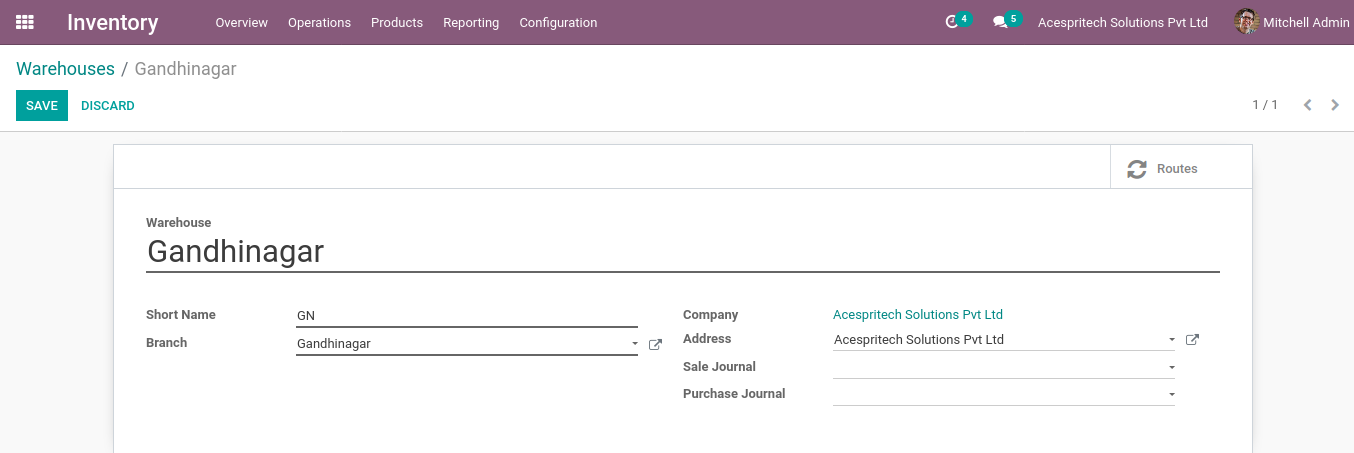 Inventory Overview Operations Products Reporting Configuration 4 5 Acespritech Solutions Pvt Ltd Mitchell Admin
Warehouses / Gandhinagar
SAVE DISCARD 1 / 1
Routes
Warehouse
Gandhinagar
Short Name GN Company Acespritech Solutions Pvt Ltd
Branch Gandhinagar Address Acespritech Solutions Pvt Ltd
Sale Journal
Purchase Journal